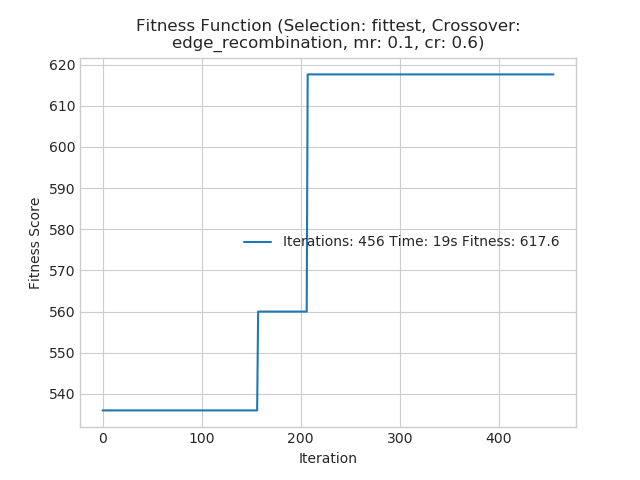 Fitness Function (Selection: fittest, Crossover:
edge_recombination, mr: 0.1, cr: 0.6)
620
610
600
590
580
570
560
550
540
Fitness Score
Iterations: 456 Time: 19s Fitness: 617.6
0 100 200 300 400
Iteration